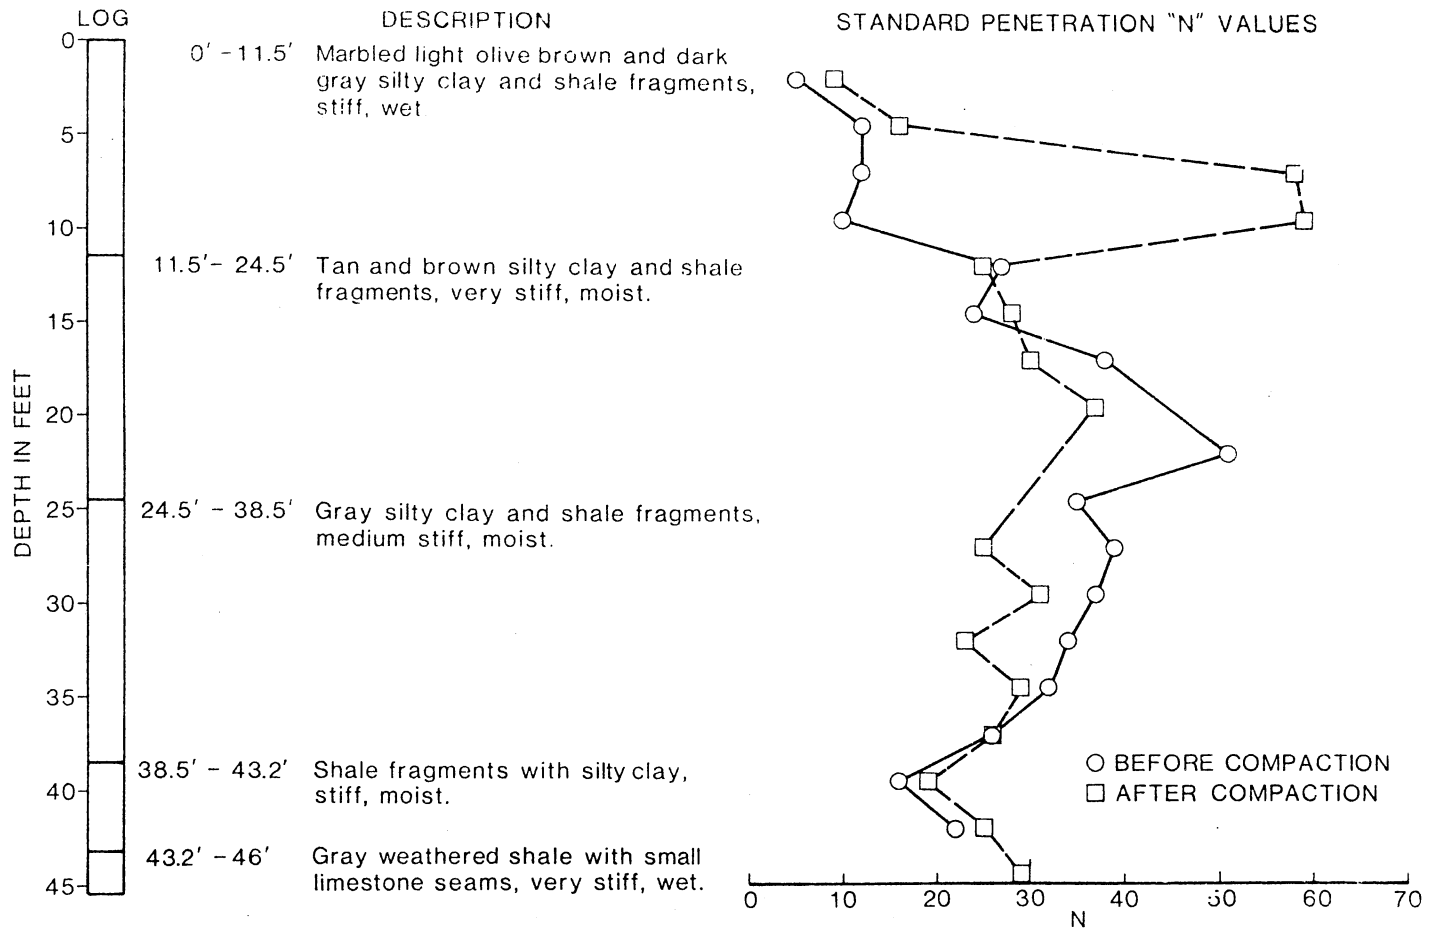 LOG
DESCRIPTION
STANDARD PENETRATION "N" VALUES
0
5
10
15
20
25
30
35
40
45
DEPTH IN FEET
0' - 11.5' Marbled light olive brown and dark
gray silty clay and shale fragments,
stiff, wet
11.5' - 24.5' Tan and brown silty clay and shale
fragments, very stiff, moist.
24.5' - 38.5' Gray silty clay and shale fragments,
medium stiff, moist.
38.5' - 43.2' Shale fragments with silty clay,
stiff, moist.
43.2' - 46' Gray weathered shale with small
limestone seams, very stiff, wet.
BEFORE COMPACTION
AFTER COMPACTION
0 10 20 30 40 50 60 70
N